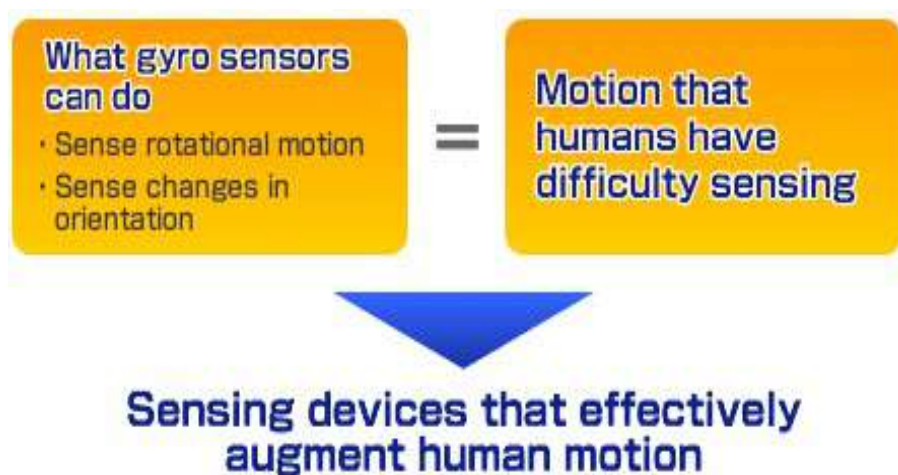 What gyro sensors
can do
・Sense rotational motion
・Sense changes in
orientation
=
Motion that
humans have
difficulty sensing
Sensing devices that effectively
augment human motion